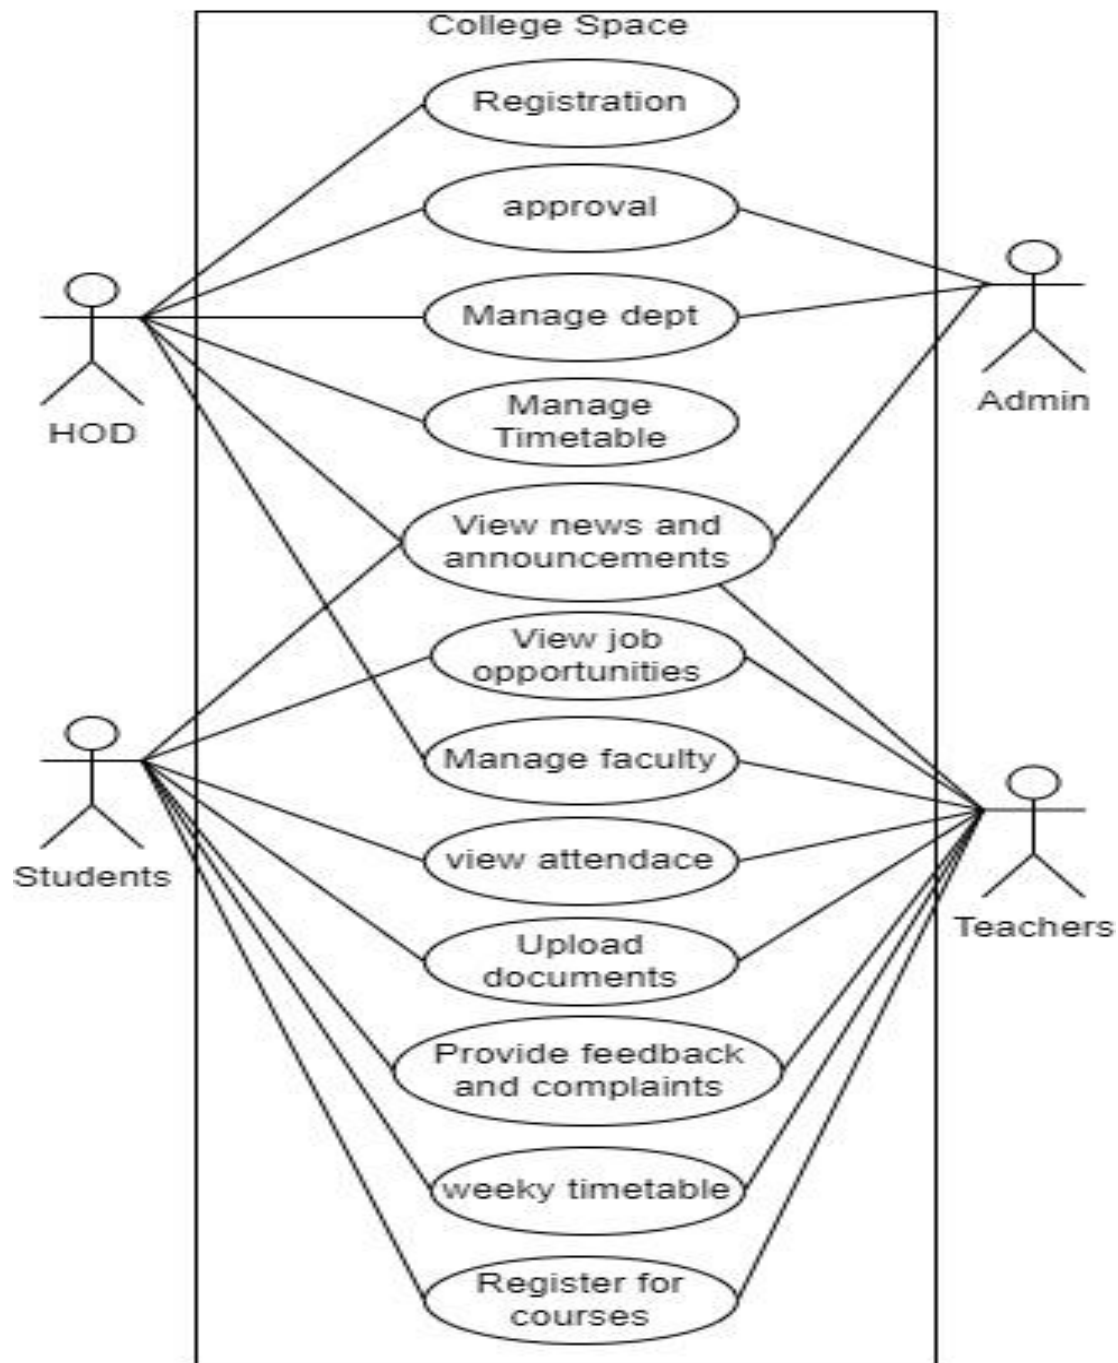 College Space
Registration
approval
Manage dept
Manage
Timetable
View news and
announcements
View job
opportunities
Manage faculty
view attendace
Upload
documents
Provide feedback
and complaints
weeky timetable
Register for
courses
HOD
Students
Admin
Teachers